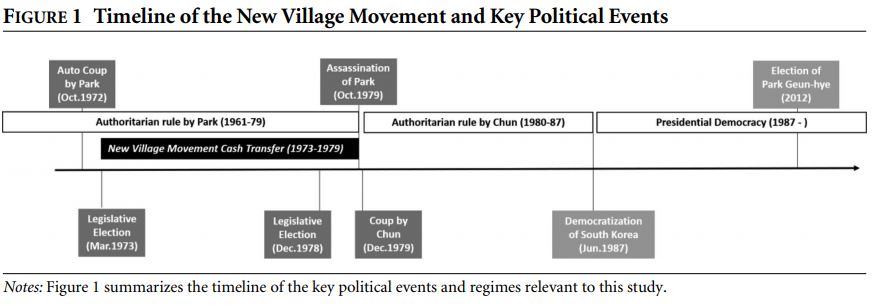 FIGURE 1 Timeline of the New Village Movement and Key Political Events
Auto Coup
by Park
(Oct.1972)
Assassination
of Park
(Oct.1979)
Election of
Park Geun-hye
(2012)
Authoritarian rule by Park (1961-79)
Authoritarian rule by Chun (1980-87)
Presidential Democracy (1987 - )
New Village Movement Cash Transfer (1973-1979)
Legislative
Election
(Mar.1973)
Legislative
Election
(Dec.1978)
Coup by
Chun
(Dec.1979)
Democratization
of South Korea
(Jun.1987)
Notes: Figure 1 summarizes the timeline of the key political events and regimes relevant to this study.